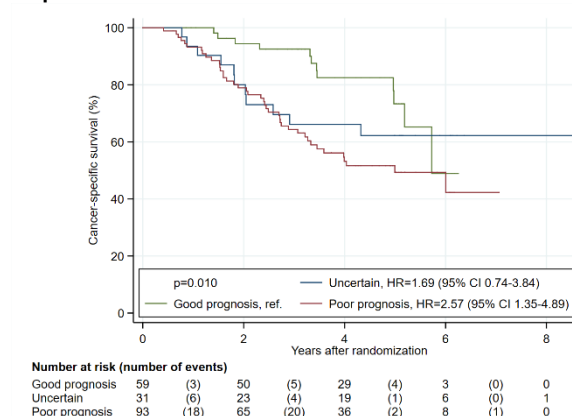 100
80
60
40
20
0
Cancer-specific survival (%)
p=0.010
Uncertain, HR=1.69 (95% CI 0.74-3.84)
Good prognosis, ref.
Poor prognosis, HR=2.57 (95% CI 1.35-4.89)
0 2 4 6 8
Years after randomization
Number at risk (number of events)
Good prognosis 59 (3) 50 (5) 29 (4) 3 (0) 0
Uncertain 31 (6) 23 (4) 19 (1) 6 (0) 1
Poor prognosis 93 (18) 65 (20) 36 (2) 8 (1) 0